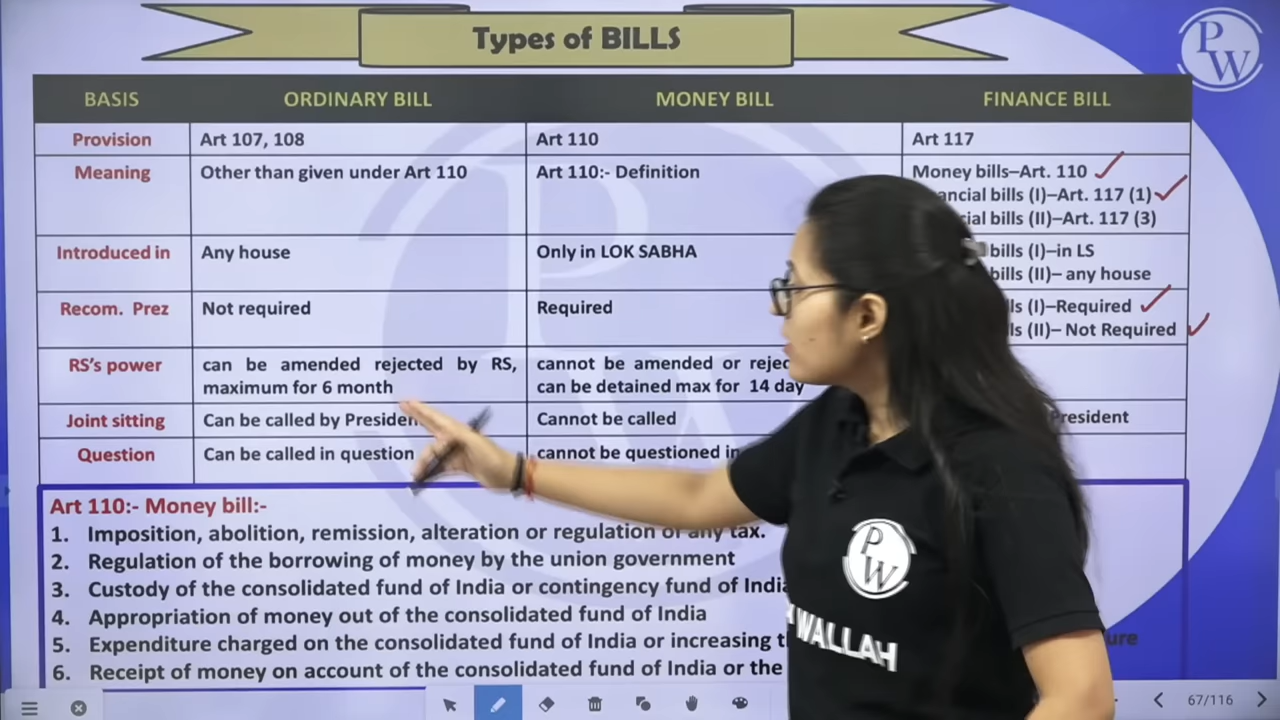 Types of BILLS
PW
BASIS ORDINARY BILL MONEY BILL FINANCE BILL
Provision Art 107, 108 Art 110 Art 117
Meaning Other than given under Art 110 Art 110:- Definition Money bills–Art. 110
bills (I)–Art. 117 (1)
bills (II)–Art. 117 (3)
Introduced in Any house Only in LOK SABHA bills (I)–in LS
bills (II)– any house
Recom. Prez Not required Required (I)–Required
(II)– Not Required
RS's power can be amended rejected by RS, cannot be amended or
maximum for 6 month can be detained max for 14 day
Joint sitting Can be called by Cannot be called President
Question Can be called in question cannot be questioned in
Art 110:- Money bill:-
1. Imposition, abolition, remission, alteration or regulation of any tax.
2. Regulation of the borrowing of money by the union government
3. Custody of the consolidated fund of India or contingency fund of
4. Appropriation of money out of the consolidated fund of India
5. Expenditure charged on the consolidated fund of India or increasing
6. Receipt of money on account of the consolidated fund of India or the
PW
WALLAH
67/116